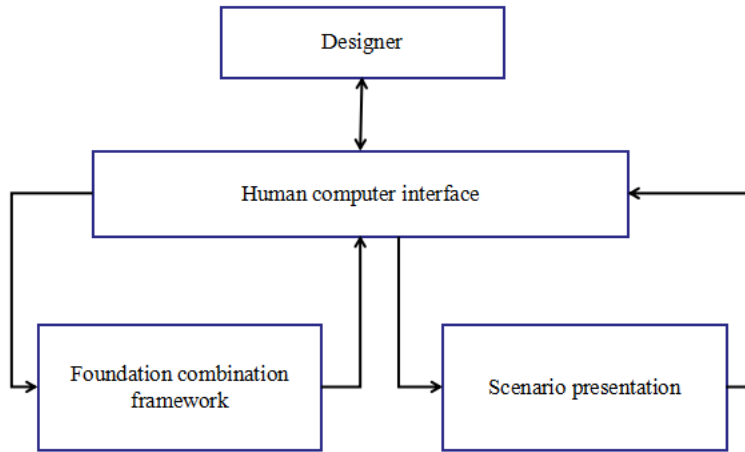 Designer
Human computer interface
Foundation combination
framework
Scenario presentation